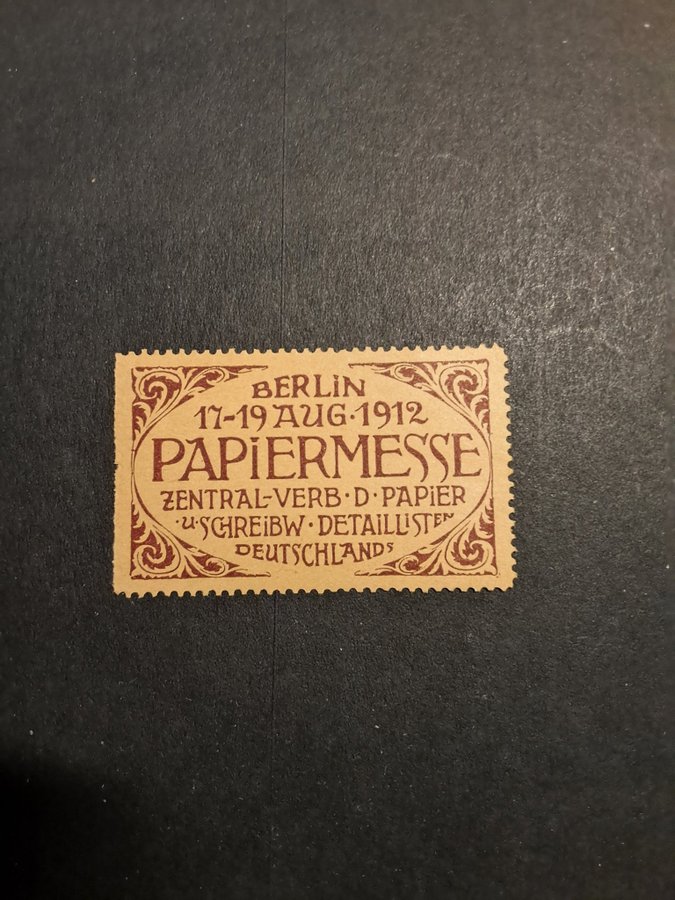 BERLiN
17-19 AUG·1912
PAPiERMESSE
ZENTRAL-VERB·D·PAPiER
·U·SCHREIBW·DETAILLISTEN
DEUTSCHLANDS